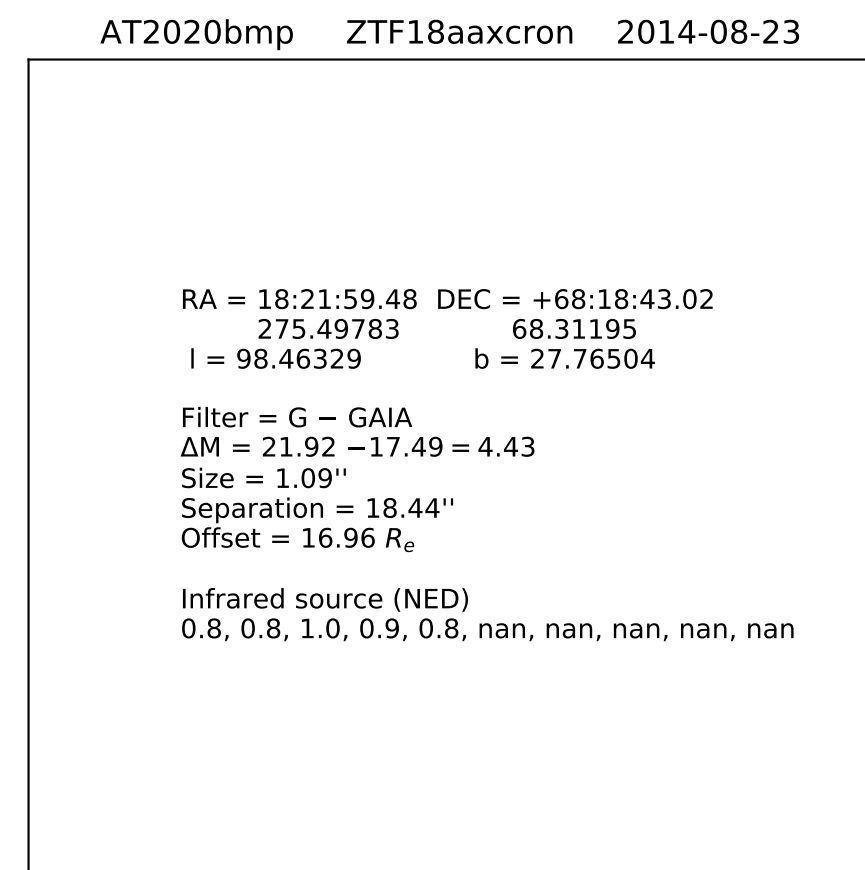 AT2020bmp ZTF18aaxcron 2014-08-23
RA = 18:21:59.48 DEC = +68:18:43.02
275.49783 68.31195
l = 98.46329 b = 27.76504
Filter = G − GAIA
ΔM = 21.92 −17.49 = 4.43
Size = 1.09''
Separation = 18.44''
Offset = 16.96 Re
Infrared source (NED)
0.8, 0.8, 1.0, 0.9, 0.8, nan, nan, nan, nan, nan